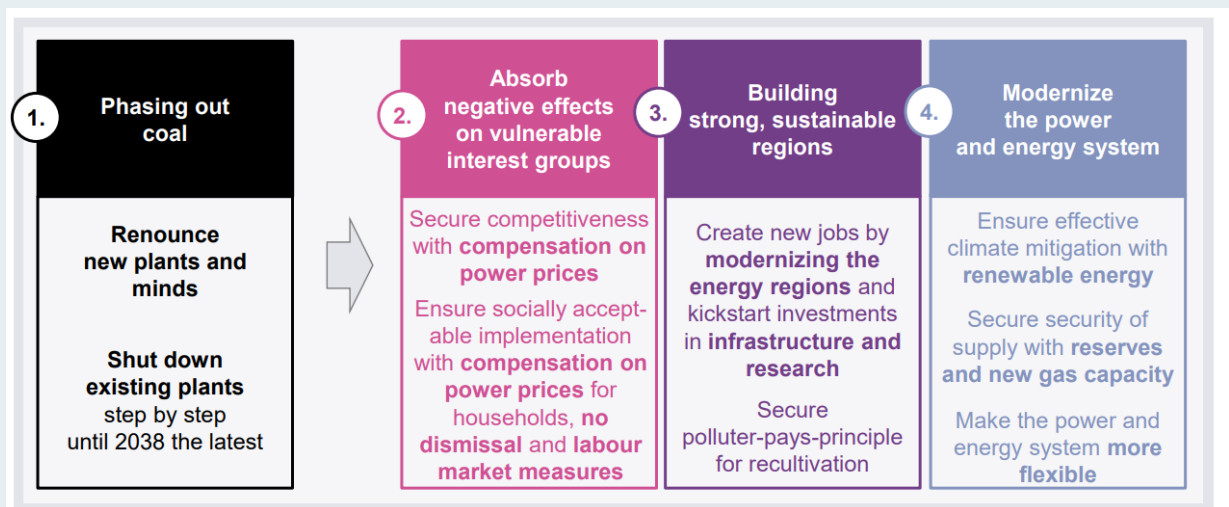 1.
Phasing out
coal
Renounce
new plants and
minds
Shut down
existing plants
step by step
until 2038 the latest
2.
Absorb
negative effects
on vulnerable
interest groups
Secure competitiveness
with compensation on
power prices
Ensure socially accept-
able implementation
with compensation on
power prices for
households, no
dismissal and labour
market measures
3.
Building
strong, sustainable
regions
Create new jobs by
modernizing the
energy regions and
kickstart investments
in infrastructure and
research
Secure
polluter-pays-principle
for recultivation
4.
Modernize
the power
and energy system
Ensure effective
climate mitigation with
renewable energy
Secure security of
supply with reserves
and new gas capacity
Make the power and
energy system more
flexible